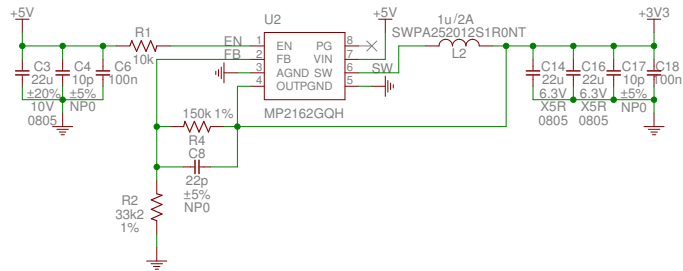 +5V
U2
+5V
1u/2A
SWPA252012S1R0NT
L2
+3V3
R1
10k
EN
FB
1
2
3
4
EN
FB
AGND
OUT
PG
VIN
SW
PGND
8
7
6
5
SW
MP2162GQH
C3
22u
±20%
10V
0805
C4
10p
±5%
NP0
C6
100n
C14
22u
6.3V
X5R
0805
C16
22u
6.3V
X5R
0805
C17
10p
±5%
NP0
C18
100n
150k 1%
R4
C8
22p
±5%
NP0
R2
33k2
1%